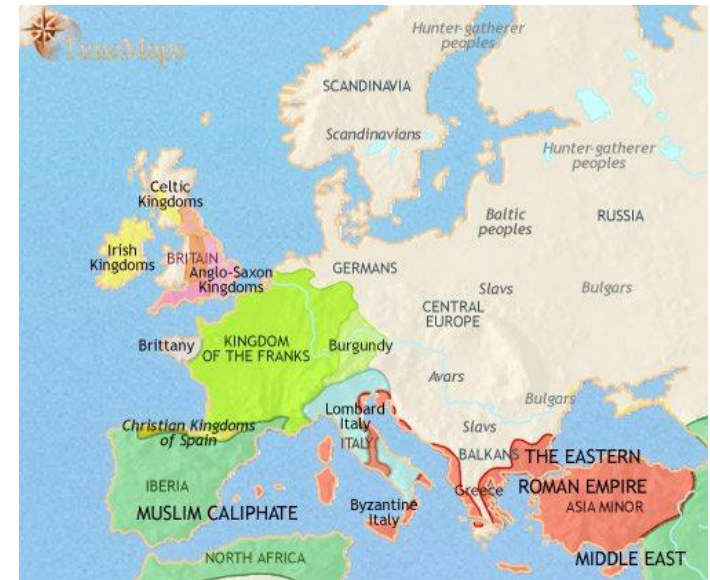 TimeMaps
Hunter-gatherer
peoples
SCANDINAVIA
Scandinavians
Hunter-gatherer
peoples
Celtic
Kingdoms
Baltic
peoples
RUSSIA
Irish
Kingdoms
BRITAIN
Anglo-Saxon
Kingdoms
GERMANS
Slavs
Bulgars
CENTRAL
EUROPE
Brittany
KINGDOM
OF THE FRANKS
Burgundy
Avars
Bulgars
Lombard
Italy
ITALY
Christian Kingdoms
of Spain
Slavs
BALKANS
THE EASTERN
ROMAN EMPIRE
Greece
ASIA MINOR
IBERIA
MUSLIM CALIPHATE
Byzantine
Italy
NORTH AFRICA
MIDDLE EAST